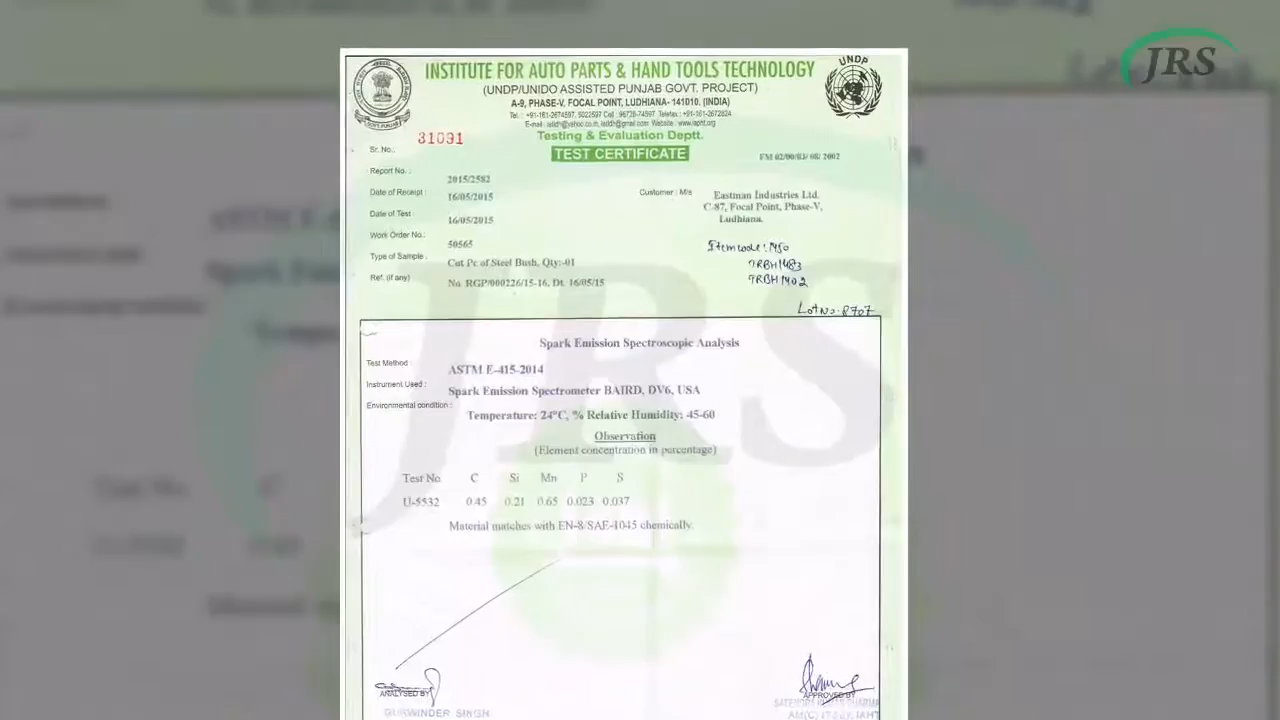 JRS
UNDP
INSTITUTE FOR AUTO PARTS & HAND TOOLS TECHNOLOGY
(UNDP/UNIDO ASSISTED PUNJAB GOVT. PROJECT)
A-9, PHASE-V, FOCAL POINT, LUDHIANA- 141010. (INDIA)
Testing & Evaluation Deptt.
31091
TEST CERTIFICATE
Sr. No.:
FM 02/00/03/ 08/ 2002
Report No. :
2015/2582
Date of Receipt :
16/05/2015
Customer : M/s
Eastman Industries Ltd.
C-87, Focal Point, Phase-V,
Ludhiana.
Date of Test :
16/05/2015
Work Order No.:
50565
Type of Sample :
Cut Pc of Steel Bush, Qty:-01
Ref. (if any)
No. RGP/000226/15-16, Dt. 16/05/15
Item code: 1450
TRBH1483
TRBH1402
Lot No: 8707
Spark Emission Spectroscopic Analysis
Test Method :
ASTM E-415-2014
Instrument Used :
Spark Emission Spectrometer BAIRD, DV6, USA
Environmental condition :
Temperature: 24°C, % Relative Humidity: 45-60
Observation
(Element concentration in percentage)
Test No C Si Mn P S
U-5532 0.45 0.21 0.65 0.023 0.037
Material matches with EN-8/SAE-1045 chemically.
ANALYSED BY
GURWINDER SINGH
APPROVED BY